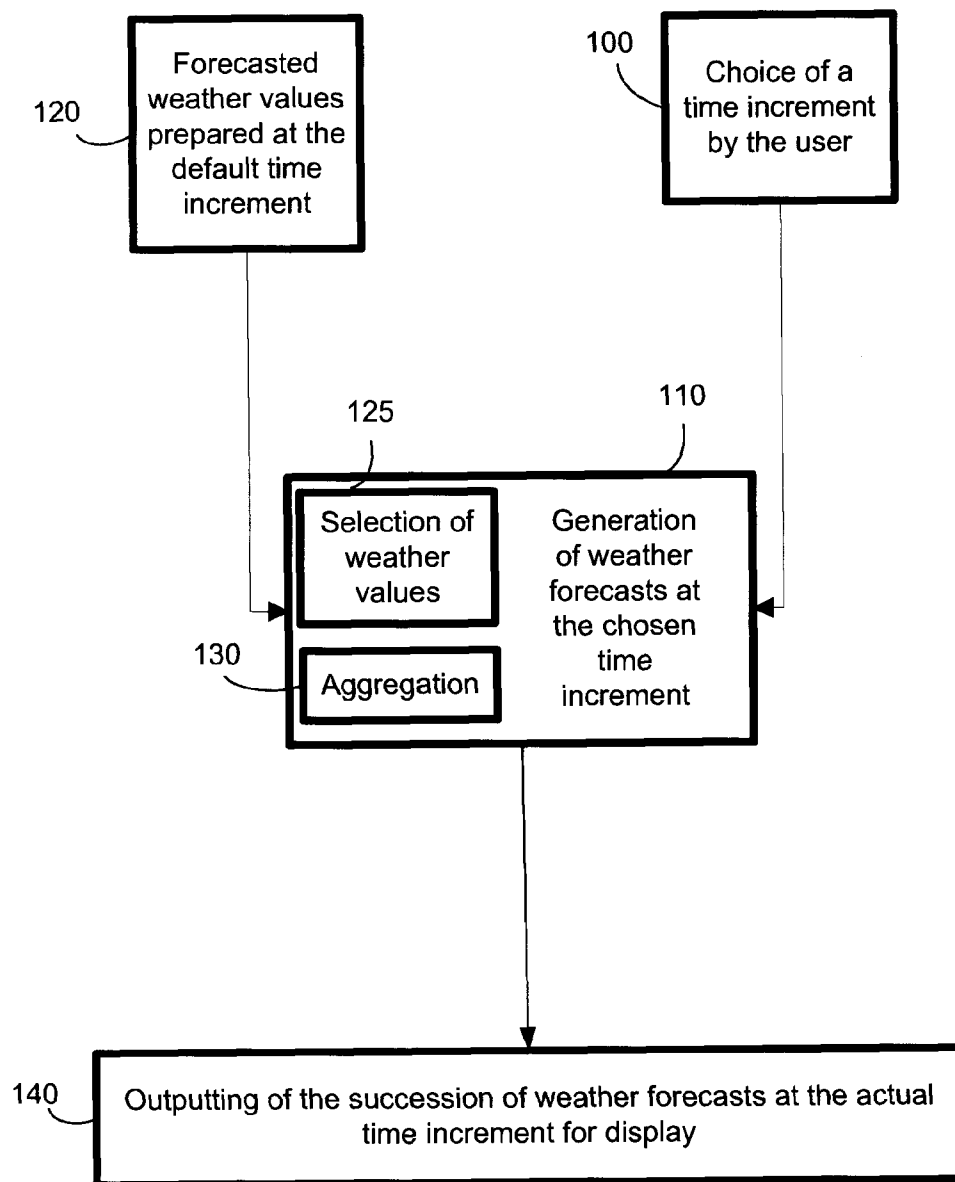 120
Forecasted
weather values
prepared at the
default time
increment
100
Choice of a
time increment
by the user
125
110
Selection of
weather
values
130
Aggregation
Generation
of weather
forecasts at
the chosen
time
increment
140
Outputting of the succession of weather forecasts at the actual
time increment for display